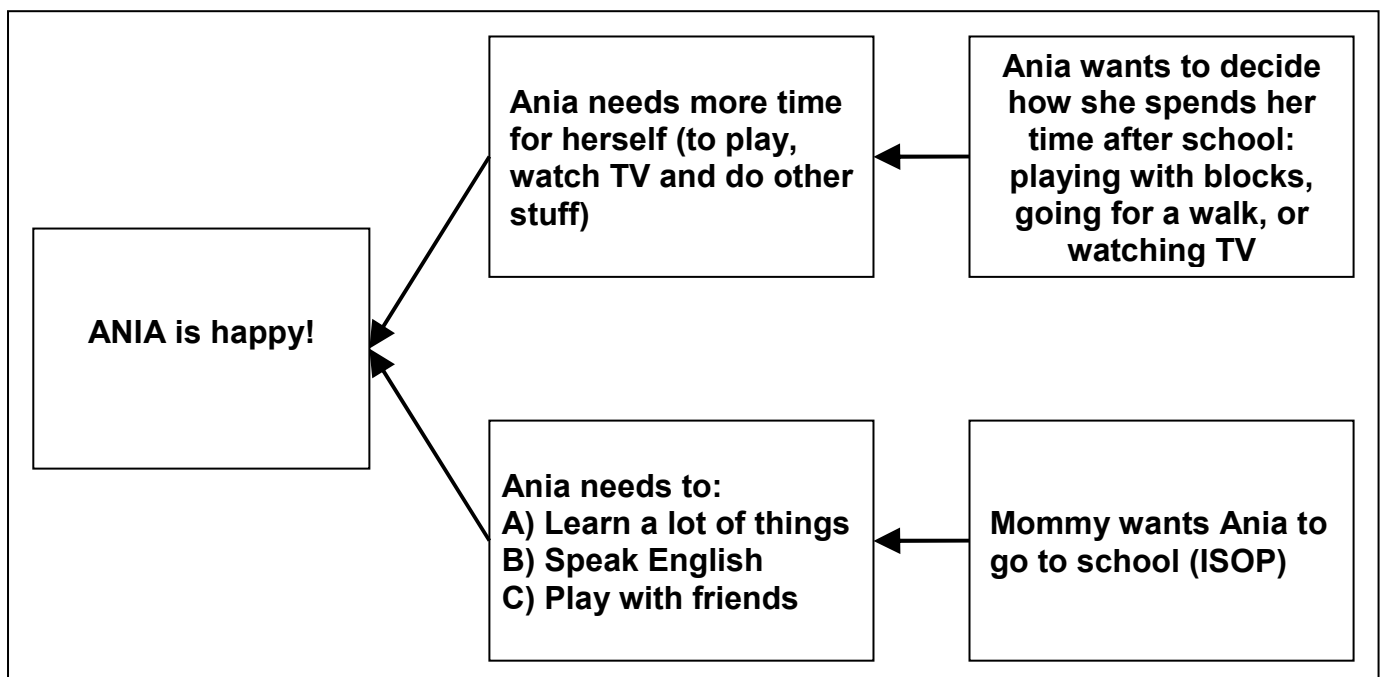 ANIA is happy!
Ania needs more time
for herself (to play,
watch TV and do other
stuff)
Ania wants to decide
how she spends her
time after school:
playing with blocks,
going for a walk, or
watching TV
Ania needs to:
A) Learn a lot of things
B) Speak English
C) Play with friends
Mommy wants Ania to
go to school (ISOP)